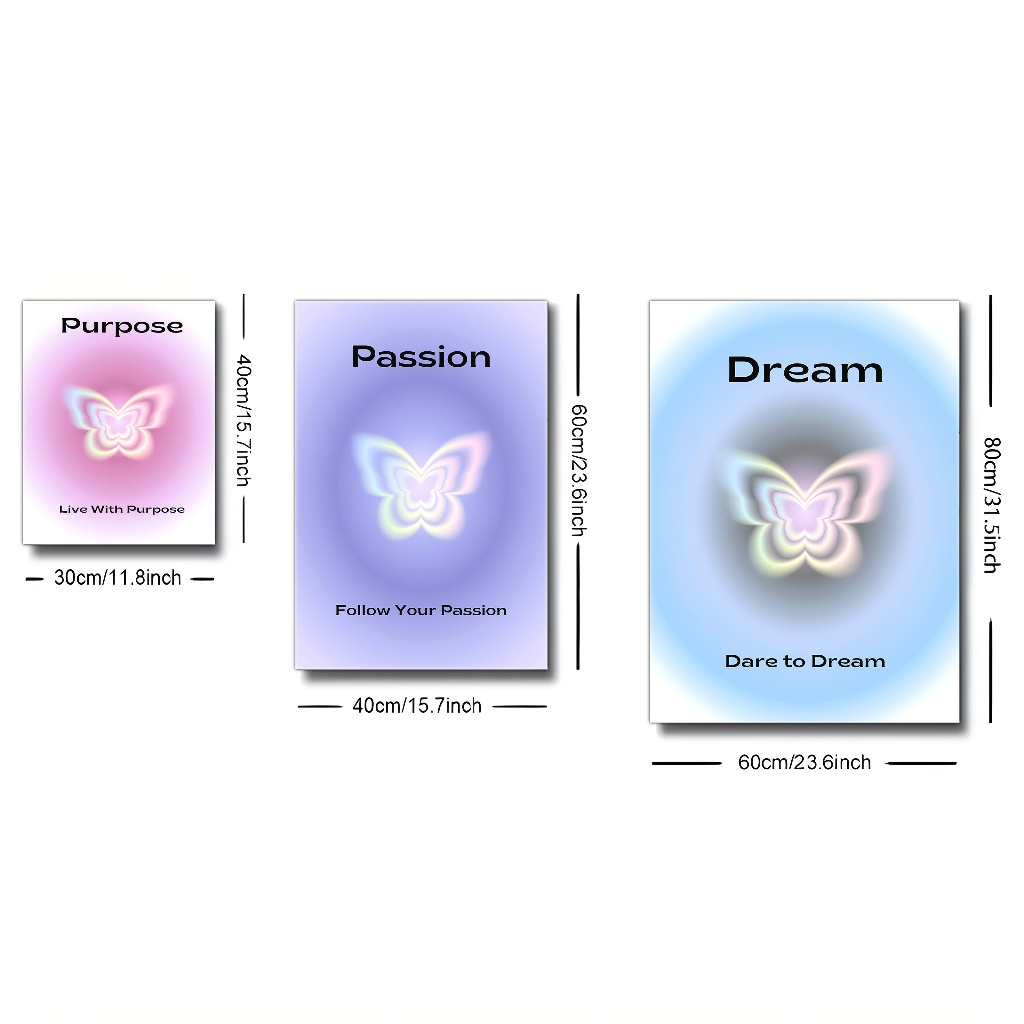 Purpose
Live With Purpose
40cm/15.7inch
30cm/11.8inch
Passion
Follow Your Passion
60cm/23.6inch
40cm/15.7inch
Dream
Dare to Dream
80cm/31.5inch
60cm/23.6inch